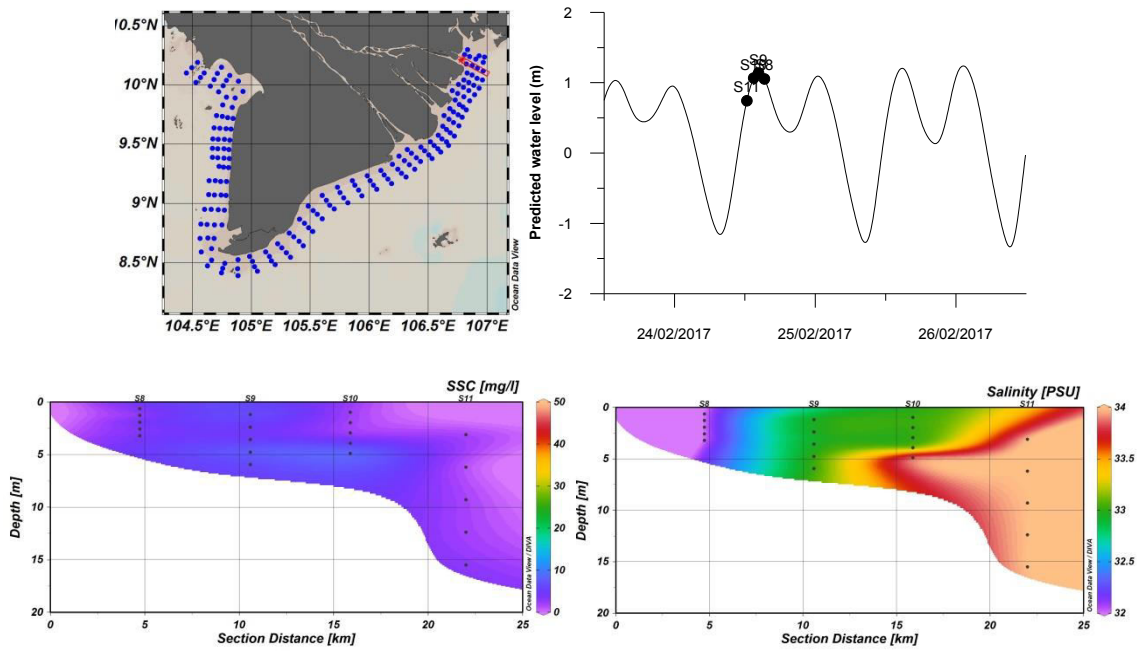 10.5°N
10°N
9.5°N
9°N
8.5°N
104.5°E 105°E 105.5°E 106°E 106.5°E 107°E
Ocean Data View
Predicted water level (m)
2
1
0
-1
-2
S9
S10
S8
S11
24/02/2017 25/02/2017 26/02/2017
SSC [mg/l]
S8 S9 S10 S11
Depth [m]
0
5
10
15
20
0 5 10 15 20 25
Section Distance [km]
Ocean Data View / DIVA
50
40
30
20
10
0
Salinity [PSU]
S8 S9 S10 S11
Depth [m]
0
5
10
15
20
0 5 10 15 20 25
Section Distance [km]
Ocean Data View / DIVA
34
33.5
33
32.5
32